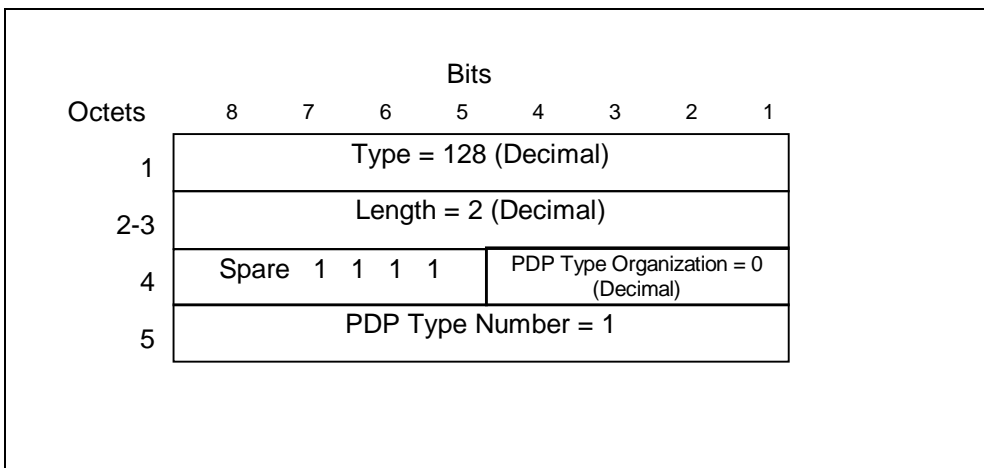 Bits
Octets 8 7 6 5 4 3 2 1
1 Type = 128 (Decimal)
2-3 Length = 2 (Decimal)
4 Spare 1 1 1 1 PDP Type Organization = 0
(Decimal)
5 PDP Type Number = 1